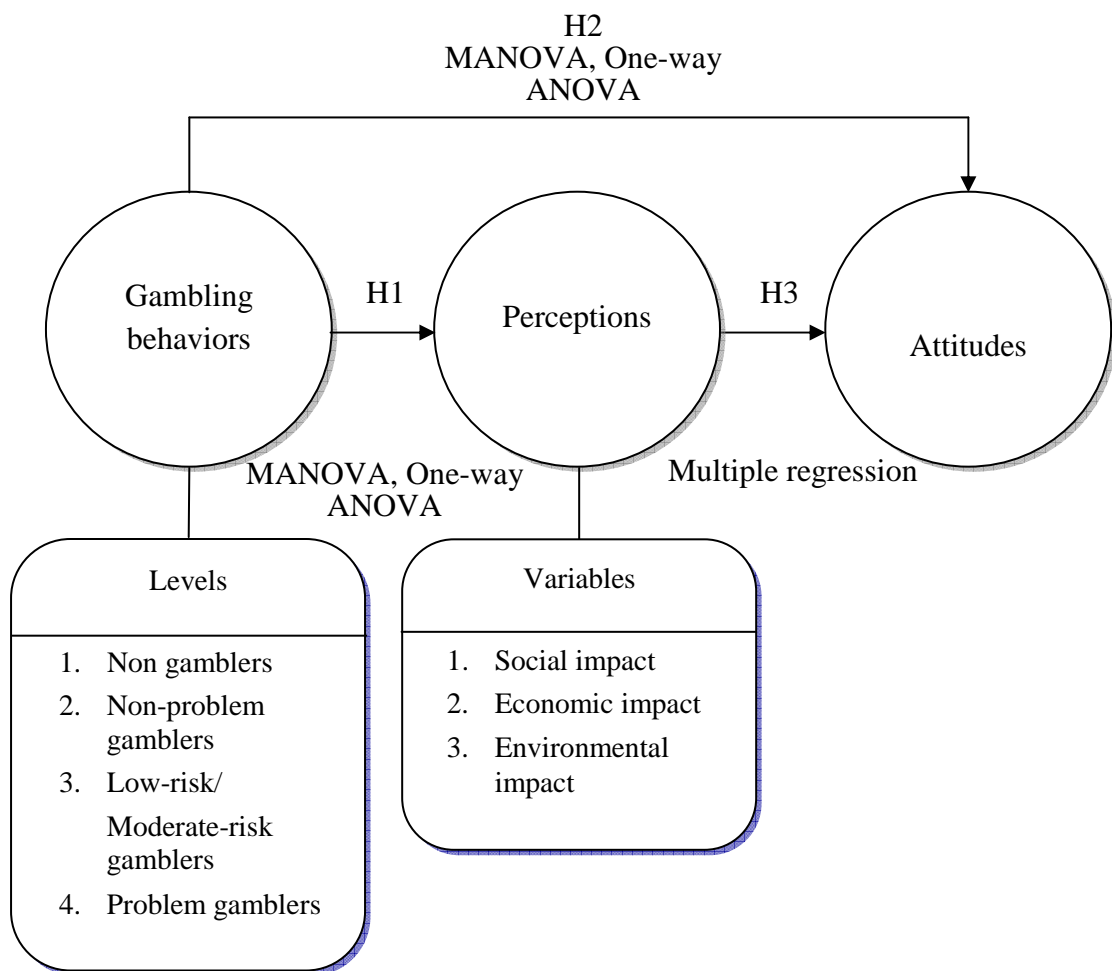 H2
MANOVA, One-way
ANOVA
Gambling
behaviors
H1
Perceptions
H3
Attitudes
MANOVA, One-way
ANOVA
Multiple regression
Levels
1. Non gamblers
2. Non-problem
gamblers
3. Low-risk/
Moderate-risk
gamblers
4. Problem gamblers
Variables
1. Social impact
2. Economic impact
3. Environmental
impact